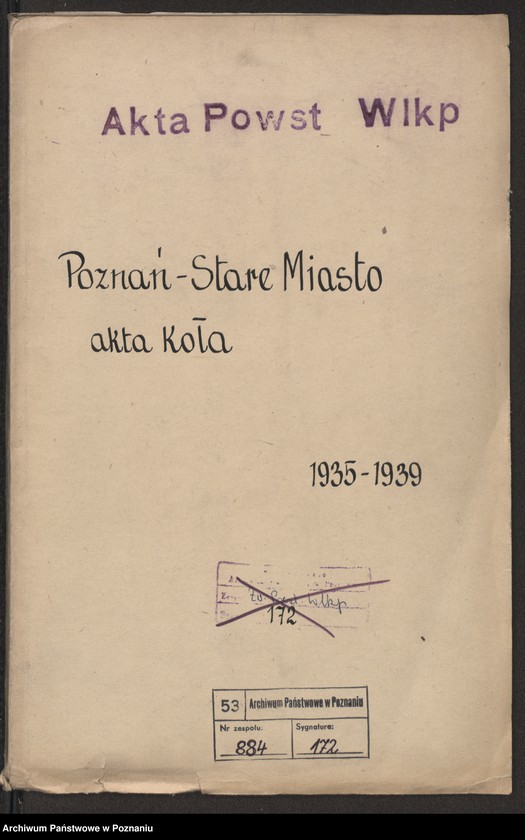 Akta Powst Wlkp
Poznań-Stare Miasto
akta Koła
1935-1939
Wlkp
172
53 Archiwum Państwowe w Poznaniu
Nr zespołu: Sygnatura:
884 172
Archiwum Państwowe w Poznaniu